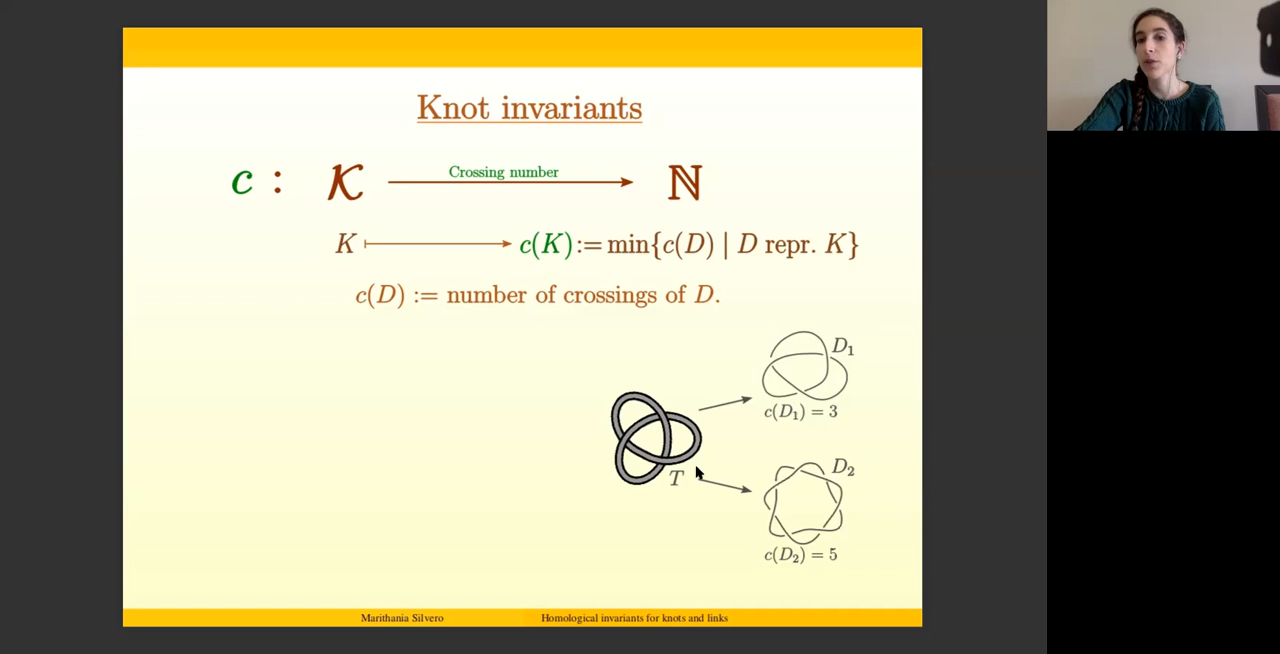 Knot invariants
c : 𝒦 Crossing number ℕ
K ⟼ c(K):= min{c(D) | D repr. K}
c(D) := number of crossings of D.
D₁
c(D₁) = 3
T
D₂
c(D₂) = 5
Marithania Silvero Homological invariants for knots and links